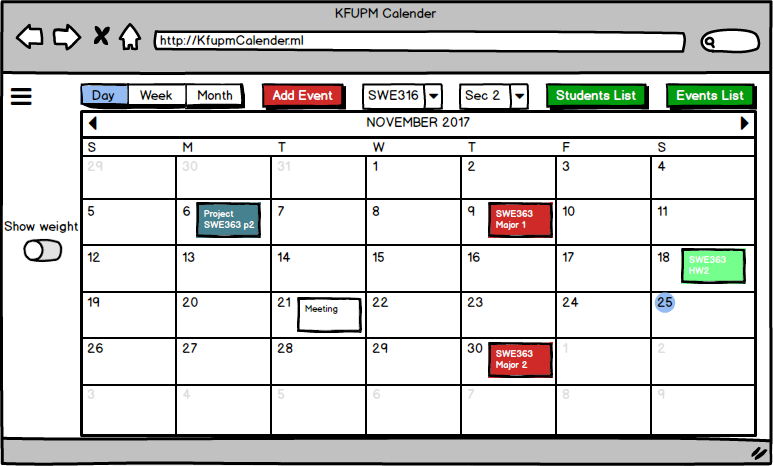 KFUPM Calender
http://KfupmCalender.ml
Day Week Month Add Event SWE316 Sec 2 Students List Events List
NOVEMBER 2017
S M T W T F S
29 30 31 1 2 3 4
5 6 7 8 9 10 11
Project
SWE363 p2
SWE363
Major 1
Show weight
12 13 14 15 16 17 18
SWE363
HW2
19 20 21 22 23 24 25
Meeting
26 27 28 29 30 1 2
SWE363
Major 2
3 4 5 6 7 8 9